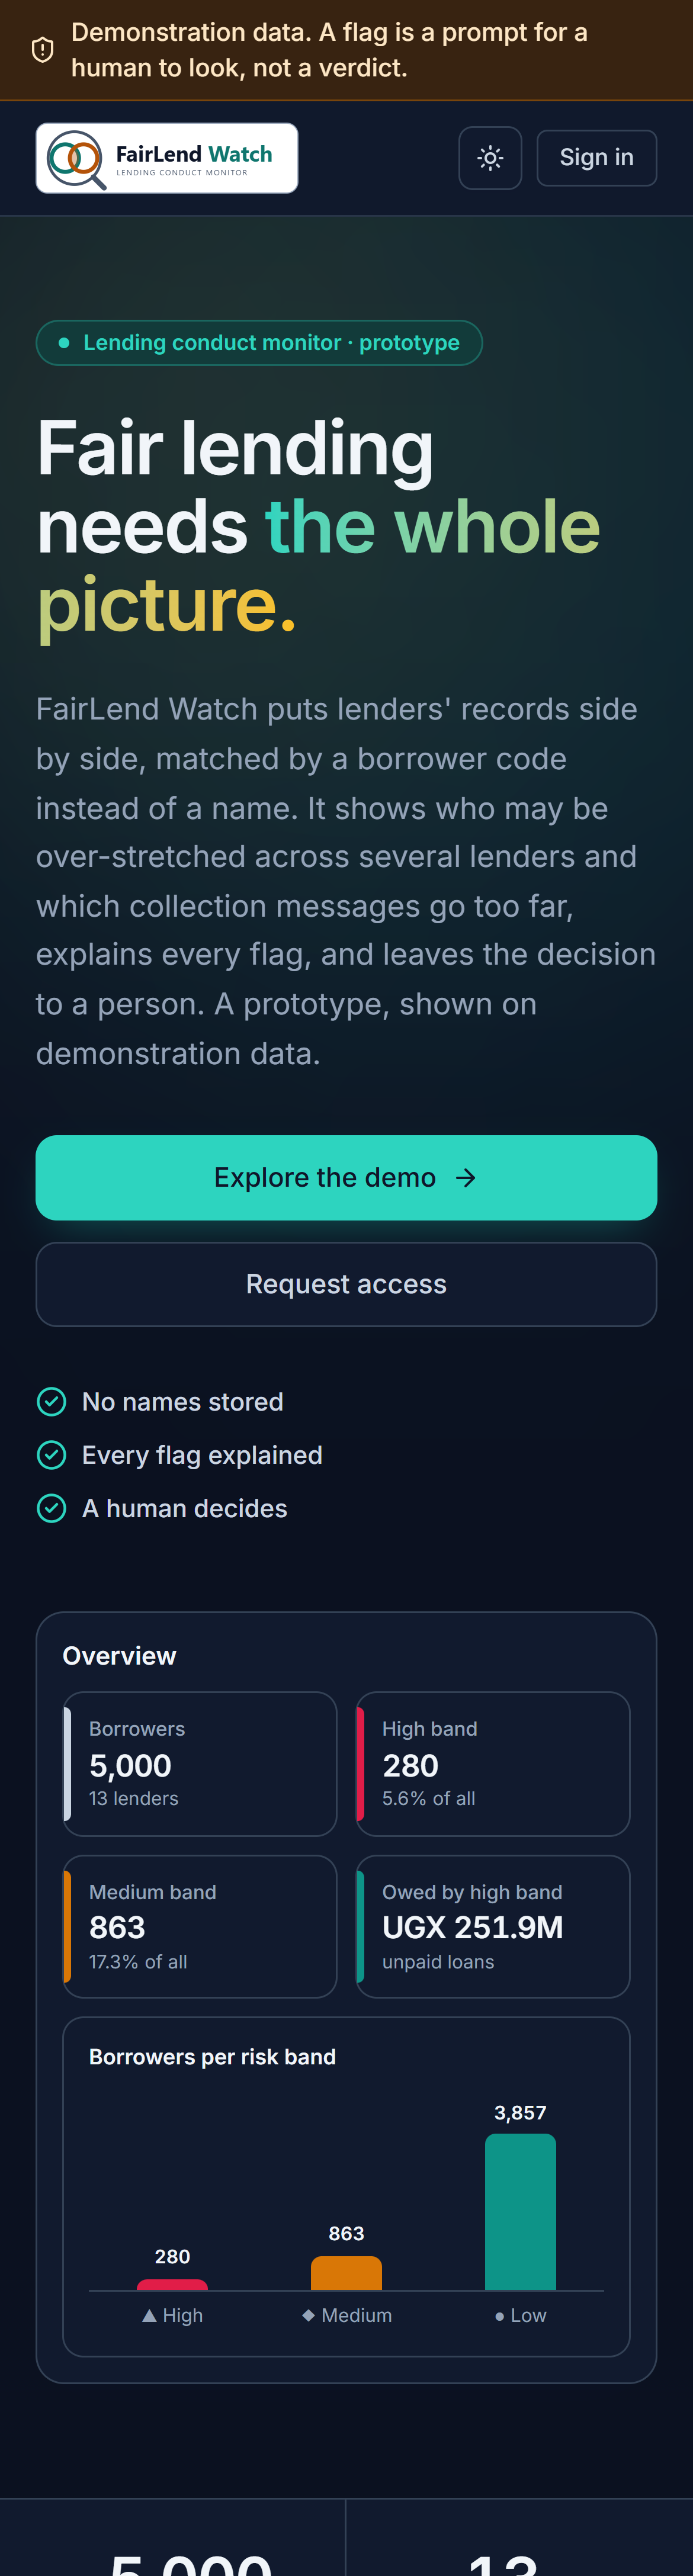 Demonstration data. A flag is a prompt for a
human to look, not a verdict.
FairLend Watch
LENDING CONDUCT MONITOR
Sign in
Lending conduct monitor · prototype
Fair lending
needs the whole
picture.
FairLend Watch puts lenders' records side
by side, matched by a borrower code
instead of a name. It shows who may be
over-stretched across several lenders and
which collection messages go too far,
explains every flag, and leaves the decision
to a person. A prototype, shown on
demonstration data.
Explore the demo →
Request access
No names stored
Every flag explained
A human decides
Overview
Borrowers
5,000
13 lenders
High band
280
5.6% of all
Medium band
863
17.3% of all
Owed by high band
UGX 251.9M
unpaid loans
Borrowers per risk band
3,857
863
280
▲ High
◆ Medium
● Low
5,000
13